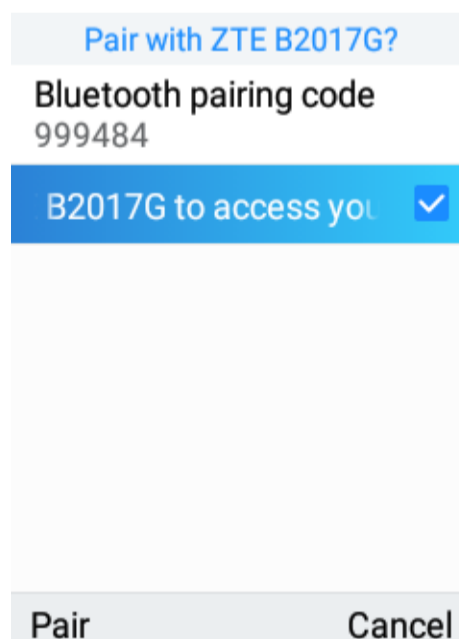 Pair with ZTE B2017G?
Bluetooth pairing code
999484
B2017G to access you
Pair
Cancel